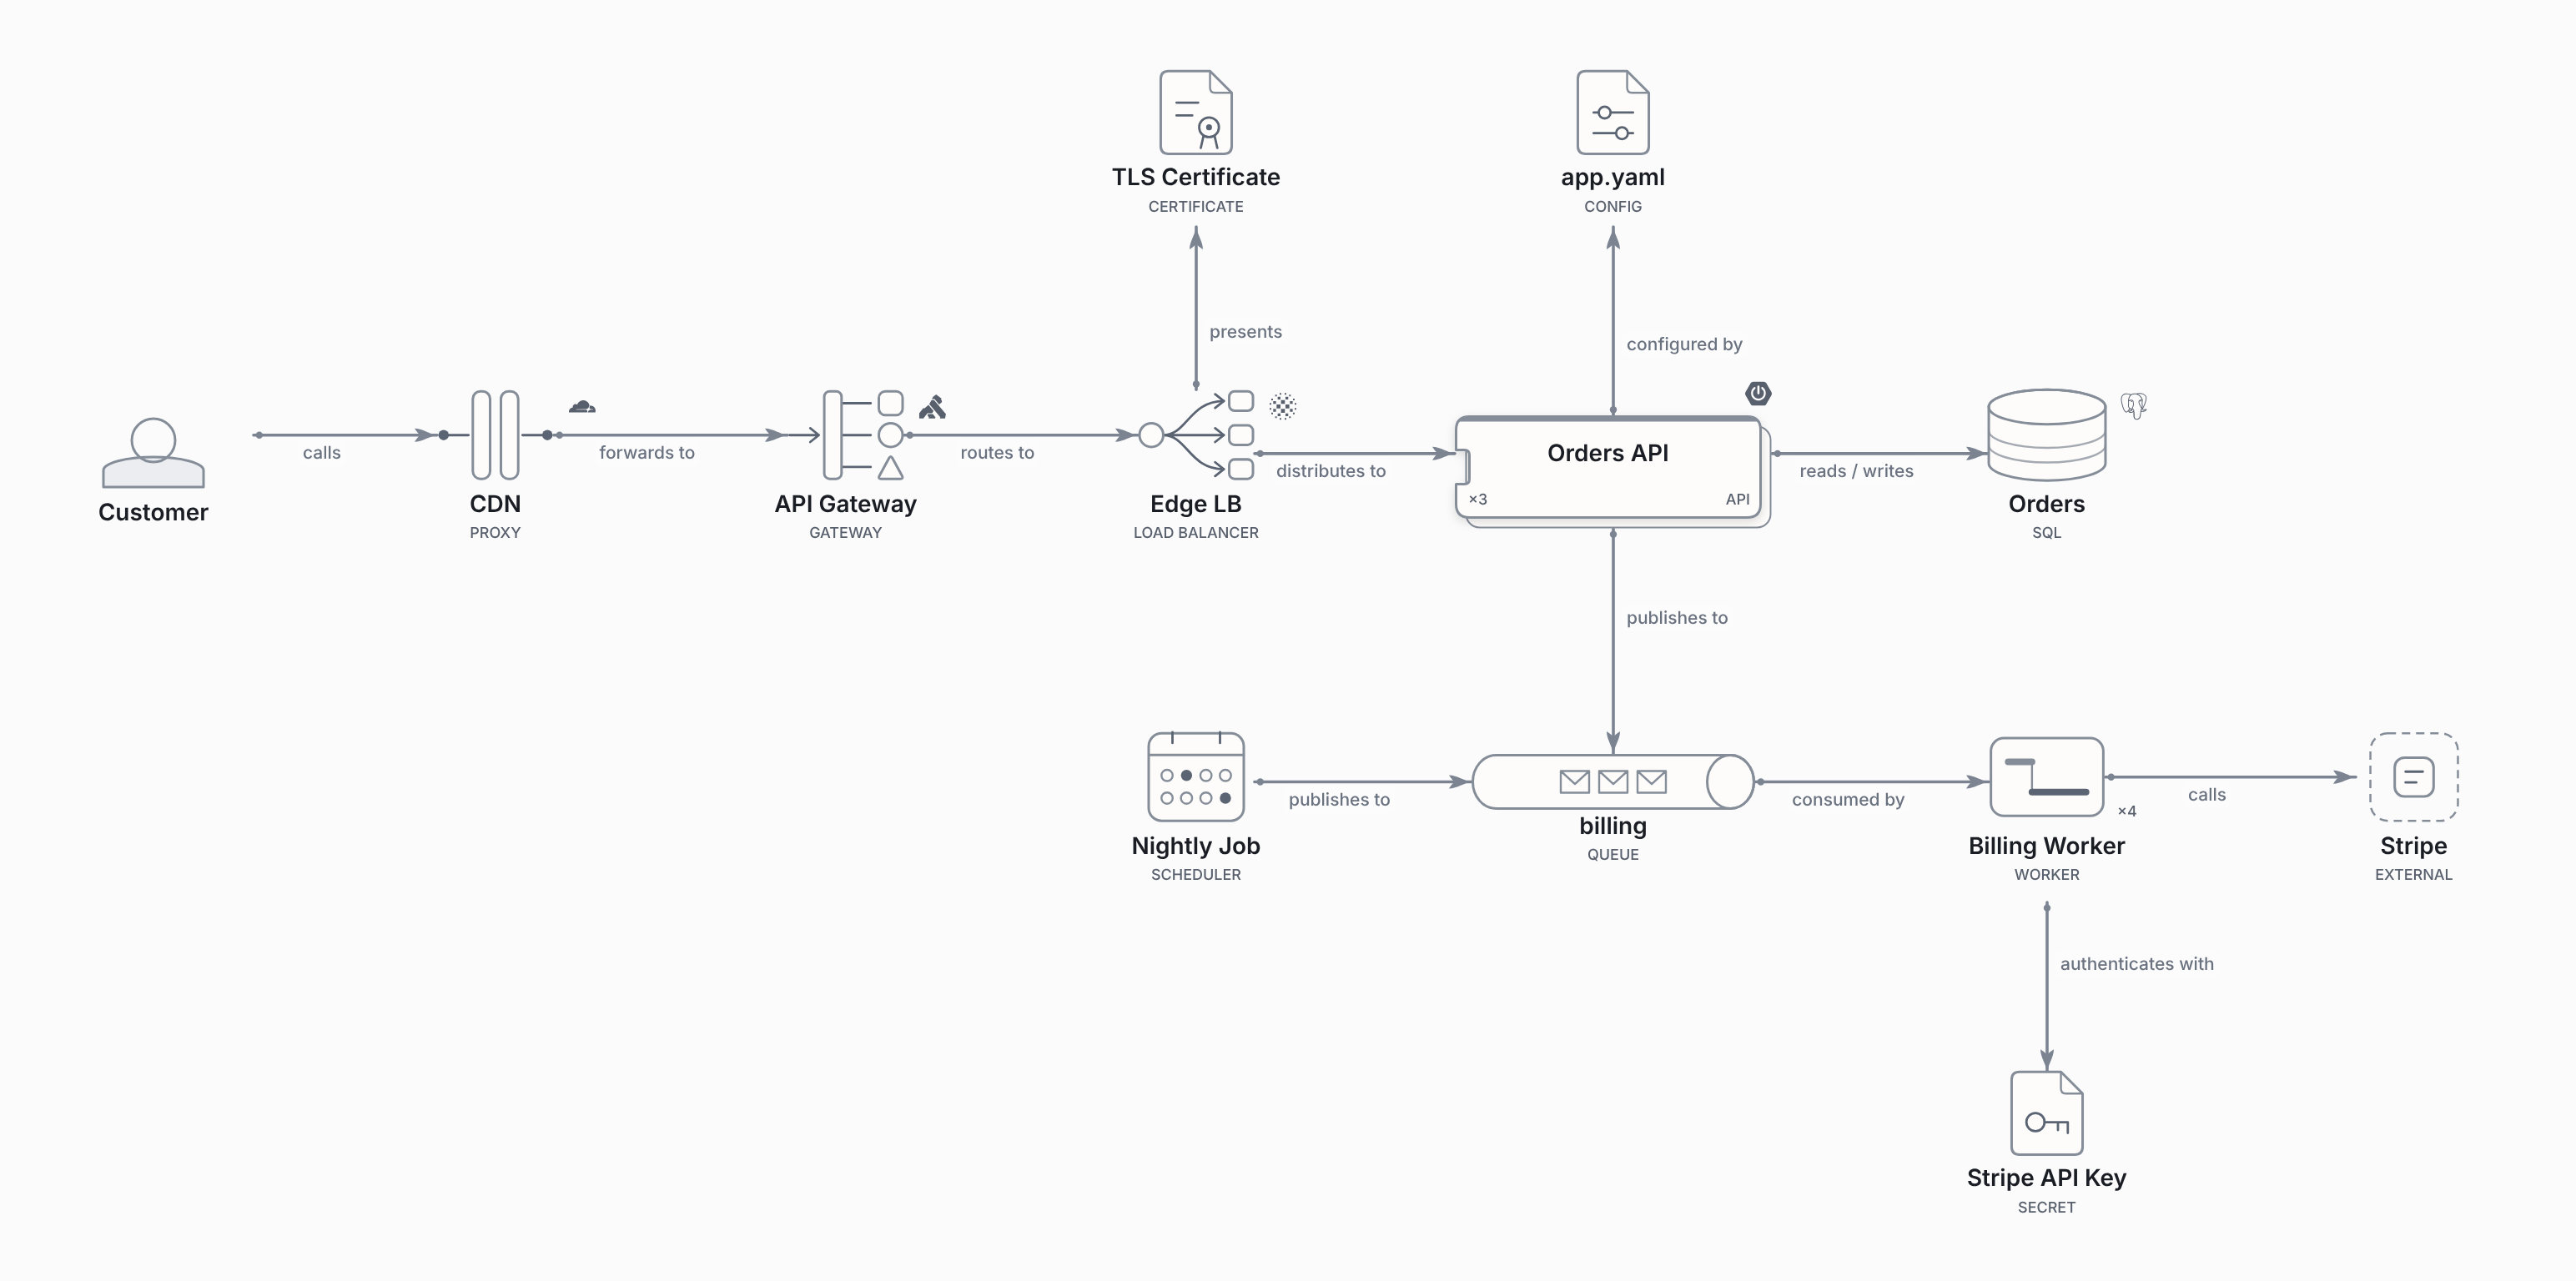 TLS Certificate
CERTIFICATE
app.yaml
CONFIG
presents
configured by
calls
forwards to
routes to
distributes to
reads / writes
Customer
CDN
PROXY
API Gateway
GATEWAY
Edge LB
LOAD BALANCER
Orders API
×3
API
Orders
SQL
publishes to
Nightly Job
SCHEDULER
publishes to
billing
QUEUE
consumed by
Billing Worker
WORKER
×4
calls
Stripe
EXTERNAL
authenticates with
Stripe API Key
SECRET